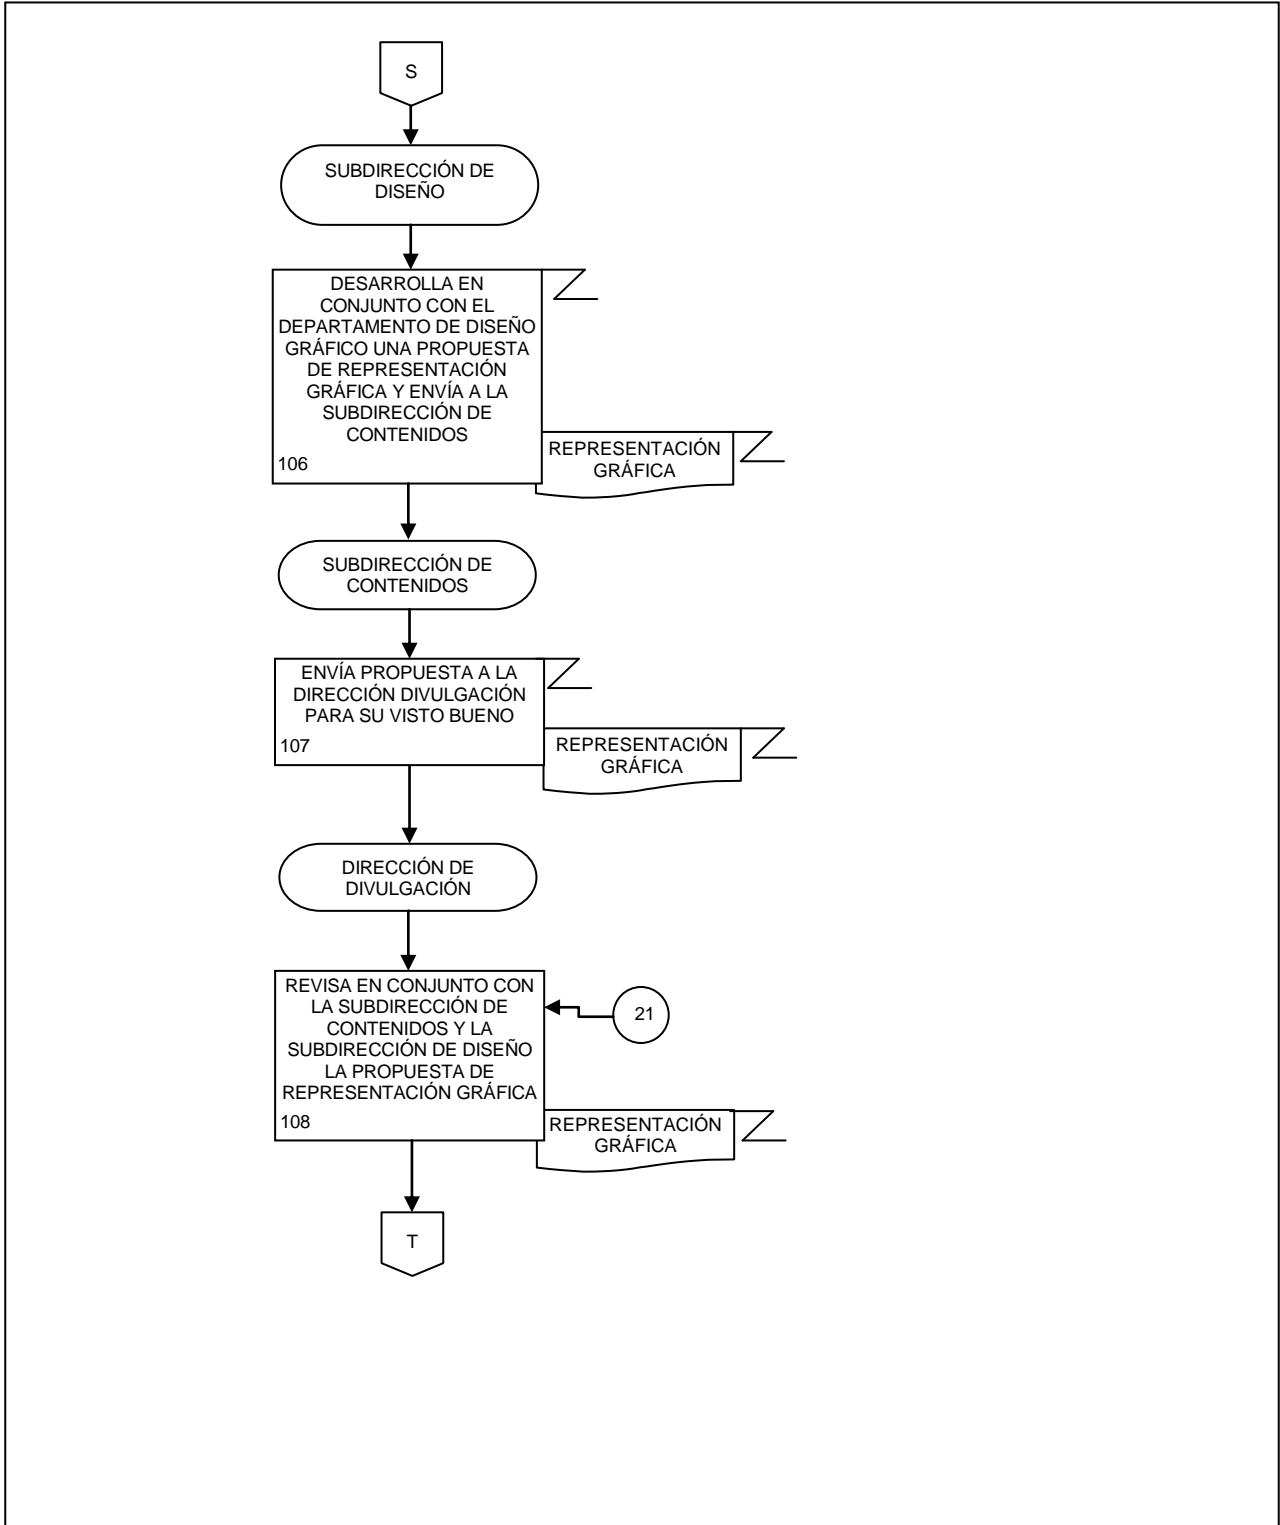 S
SUBDIRECCIÓN DE
DISEÑO
DESARROLLA EN
CONJUNTO CON EL
DEPARTAMENTO DE DISEÑO
GRÁFICO UNA PROPUESTA
DE REPRESENTACIÓN
GRÁFICA Y ENVÍA A LA
SUBDIRECCIÓN DE
CONTENIDOS
106
REPRESENTACIÓN
GRÁFICA
SUBDIRECCIÓN DE
CONTENIDOS
ENVÍA PROPUESTA A LA
DIRECCIÓN DIVULGACIÓN
PARA SU VISTO BUENO
107
REPRESENTACIÓN
GRÁFICA
DIRECCIÓN DE
DIVULGACIÓN
REVISA EN CONJUNTO CON
LA SUBDIRECCIÓN DE
CONTENIDOS Y LA
SUBDIRECCIÓN DE DISEÑO
LA PROPUESTA DE
REPRESENTACIÓN GRÁFICA
108
21
REPRESENTACIÓN
GRÁFICA
T